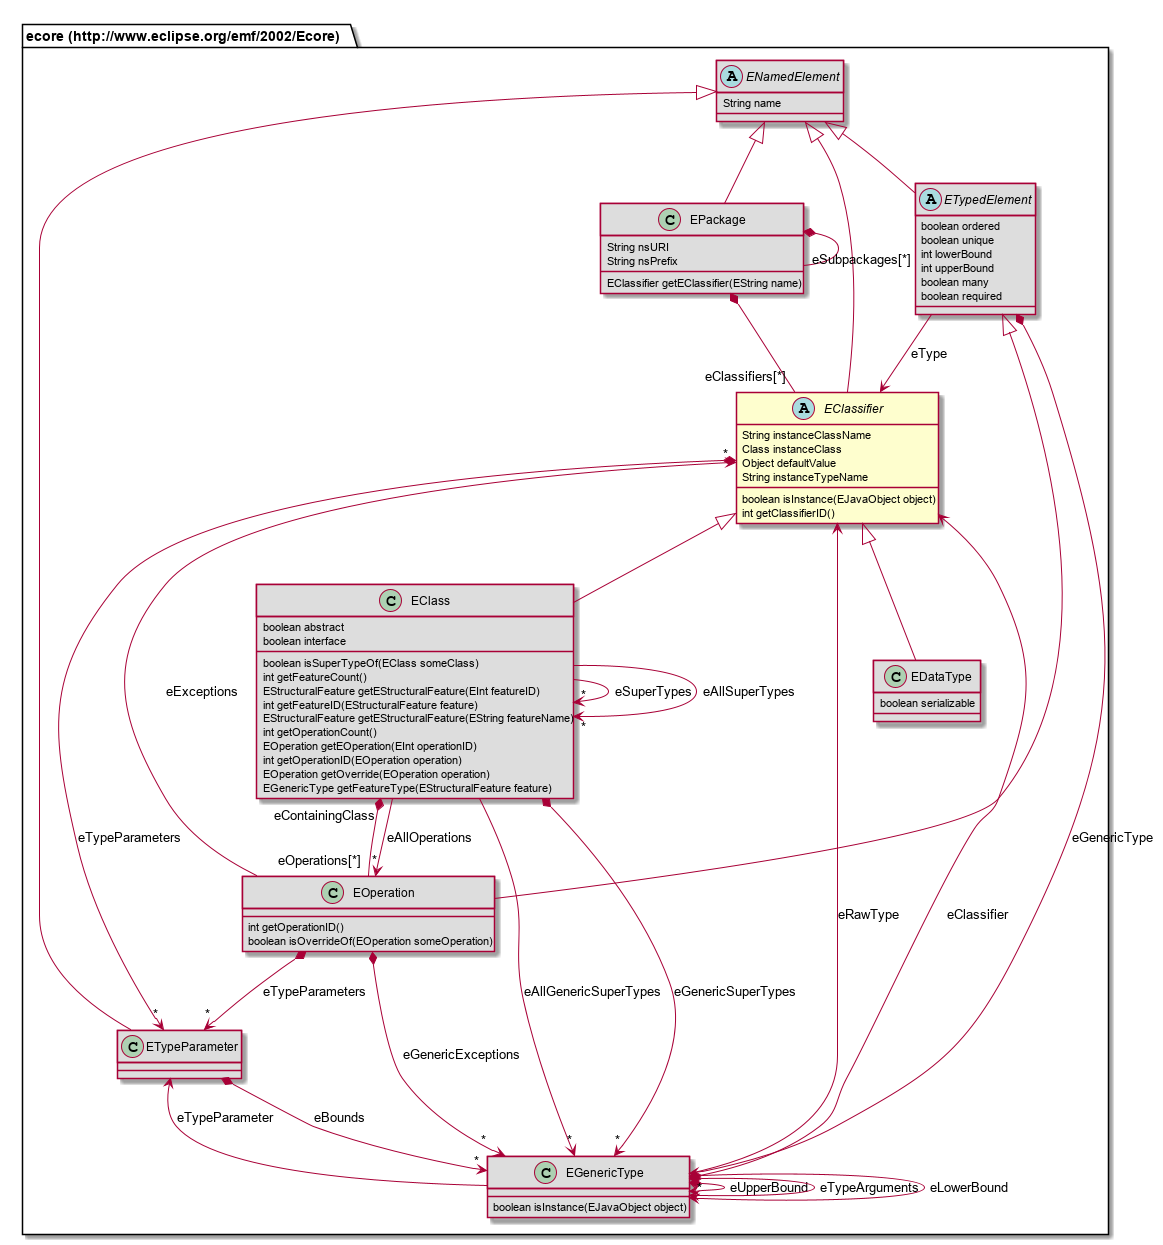 ecore (http://www.eclipse.org/emf/2002/Ecore)
A ENamedElement
String name
A ETypedElement
boolean ordered
boolean unique
int lowerBound
int upperBound
boolean many
boolean required
C EPackage
String nsURI
String nsPrefix
EClassifier getEClassifier(EString name)
eSubpackages[*]
eType
eClassifiers[*]
A EClassifier
String instanceClassName
Class instanceClass
Object defaultValue
String instanceTypeName
boolean isInstance(EJavaObject object)
int getClassifierID()
*
C EClass
boolean abstract
boolean interface
boolean isSuperTypeOf(EClass someClass)
int getFeatureCount()
EStructuralFeature getEStructuralFeature(EInt featureID)
int getFeatureID(EStructuralFeature feature)
EStructuralFeature getEStructuralFeature(EString featureName)
int getOperationCount()
EOperation getEOperation(EInt operationID)
int getOperationID(EOperation operation)
EOperation getOverride(EOperation operation)
EGenericType getFeatureType(EStructuralFeature feature)
eExceptions
* eSuperTypes
eAllSuperTypes
*
C EDataType
boolean serializable
eContainingClass
eTypeParameters
eAllOperations
eGenericType
eOperations[*]
*
C EOperation
int getOperationID()
boolean isOverrideOf(EOperation someOperation)
eRawType
eClassifier
eTypeParameters
eAllGenericSuperTypes
eGenericSuperTypes
*
*
C ETypeParameter
eGenericExceptions
eTypeParameter
eBounds
*
*
*
*
C EGenericType
boolean isInstance(EJavaObject object)
* eUpperBound
eTypeArguments
eLowerBound